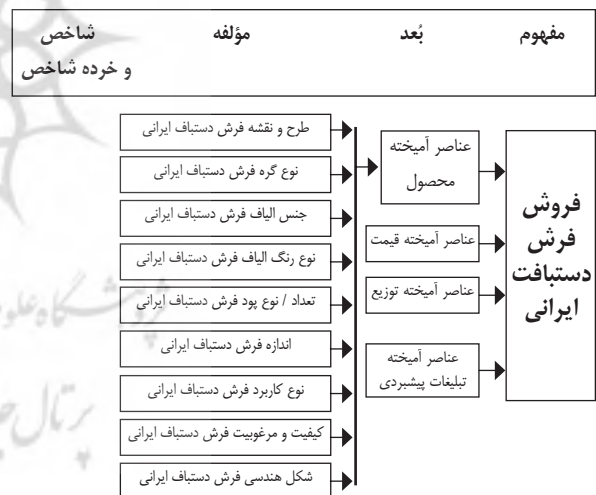 مفهوم
بُعد
مؤلفه
شاخص
و خرده شاخص
فروش
فرش
دستبافت
ایرانی
عناصر آمیخته
محصول
عناصر آمیخته قیمت
عناصر آمیخته توزیع
عناصر آمیخته
تبلیغات پیشبردی
طرح و نقشه فرش دستباف ایرانی
نوع گره فرش دستباف ایرانی
جنس الیاف فرش دستباف ایرانی
نوع رنگ الیاف فرش دستباف ایرانی
تعداد / نوع پود فرش دستباف ایرانی
اندازه فرش دستباف ایرانی
نوع کاربرد فرش دستباف ایرانی
کیفیت و مرغوبیت فرش دستباف ایرانی
شکل هندسی فرش دستباف ایرانی